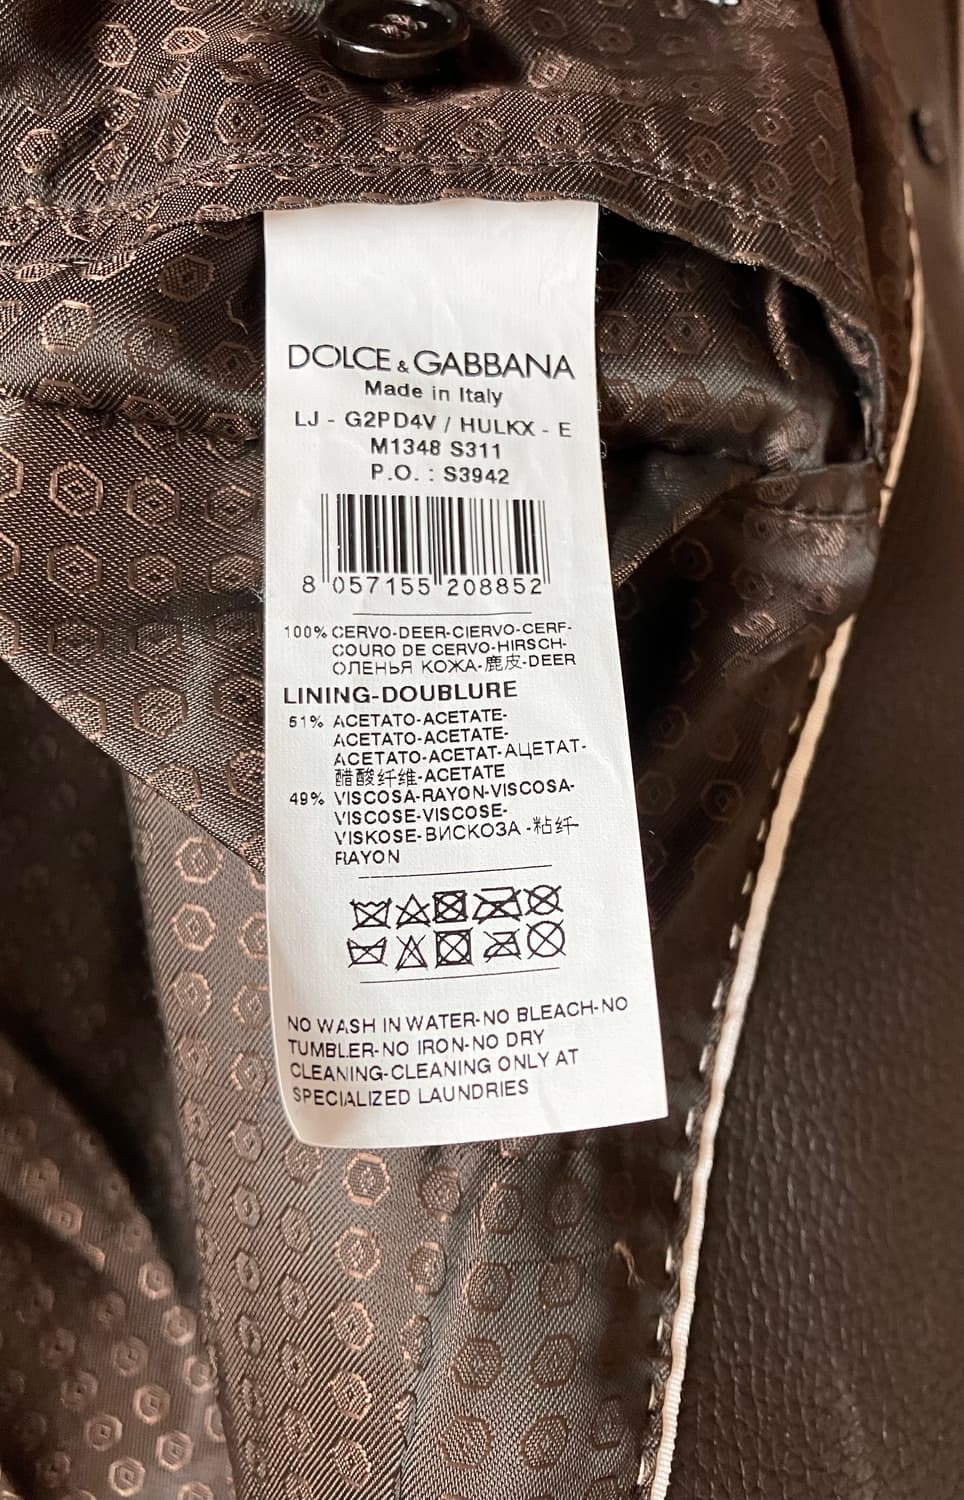 DOLCE & GABBANA
Made in Italy
LJ - G2PD4V / HULKX - E
M1348 S311
P.O. : S3942
8 057155 208852
100% CERVO-DEER-CIERVO-CERF-
COURO DE CERVO-HIRSCH-
ОЛЕНЬЯ КОЖА-鹿皮-DEER
LINING-DOUBLURE
51% ACETATO-ACETATE-
ACETATO-ACETATE-
ACETATO-ACETAT-АЦЕТАТ-
醋酸纤维-ACETATE
49% VISCOSA-RAYON-VISCOSA-
VISCOSE-VISCOSE-
VISKOSE-ВИСКОЗА-粘纤-
RAYON
NO WASH IN WATER-NO BLEACH-NO
TUMBLER-NO IRON-NO DRY
CLEANING-CLEANING ONLY AT
SPECIALIZED LAUNDRIES